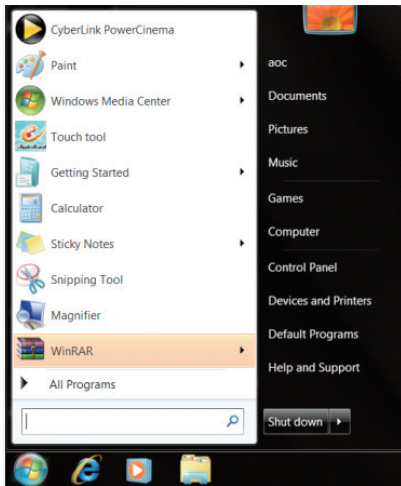 CyberLink PowerCinema
Paint
Windows Media Center
Touch tool
Getting Started
Calculator
Sticky Notes
Snipping Tool
Magnifier
WinRAR
All Programs
aoc
Documents
Pictures
Music
Games
Computer
Control Panel
Devices and Printers
Default Programs
Help and Support
Shut down